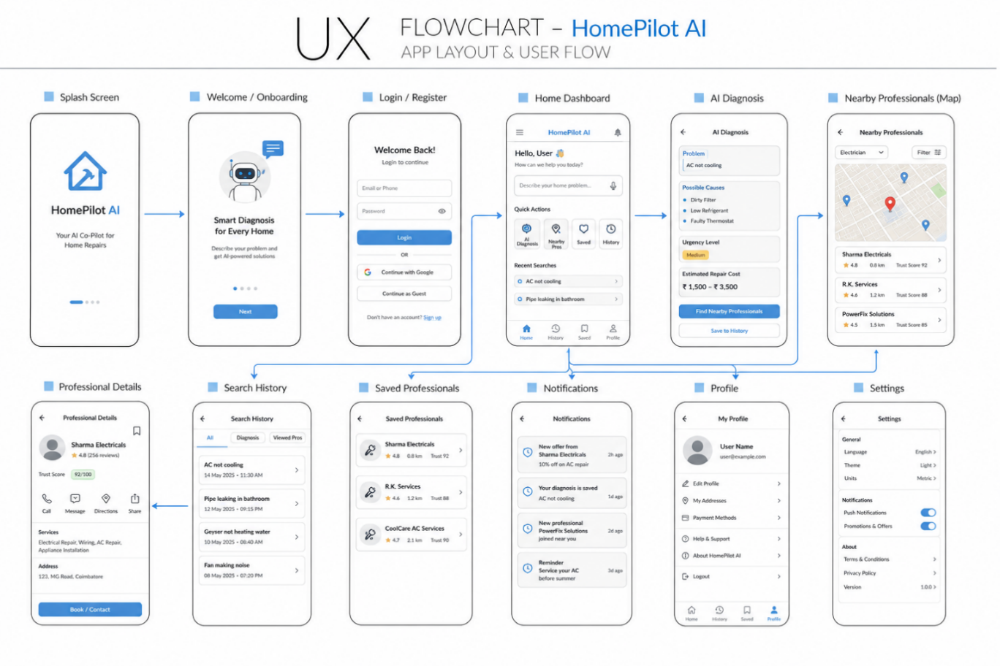 UX
FLOWCHART – HomePilot AI
APP LAYOUT & USER FLOW
Splash Screen
HomePilot AI
Your AI Co-Pilot for
Home Repairs
Welcome / Onboarding
Smart Diagnosis
for Every Home
Describe your problem and
get AI-powered solutions
Next
Login / Register
Welcome Back!
Login to continue
Email or Phone
Password
Login
OR
Continue with Google
Continue as Guest
Don't have an account? Sign up
Home Dashboard
HomePilot AI
Hello, User
How can we help you today?
Describe your home problem...
Quick Actions
AI
Diagnosis
Nearby
Pros
Saved
History
Recent Searches
AC not cooling
Pipe leaking in bathroom
Home
History
Saved
Profile
AI Diagnosis
AI Diagnosis
Problem
AC not cooling
Possible Causes
Dirty Filter
Low Refrigerant
Faulty Thermostat
Urgency Level
Medium
Estimated Repair Cost
₹ 1,500 – ₹ 3,500
Find Nearby Professionals
Save to History
Nearby Professionals (Map)
Nearby Professionals
Electrician
Filter
Sharma Electricals
4.8 0.8 km Trust Score 92
R.K. Services
4.6 1.2 km Trust Score 88
PowerFix Solutions
4.5 1.5 km Trust Score 85
Professional Details
Professional Details
Sharma Electricals
4.8 (256 reviews)
Trust Score 92/100
Call
Message
Directions
Share
Services
Electrical Repair, Wiring, AC Repair,
Appliance Installation
Address
123, MG Road, Coimbatore
Book / Contact
Search History
Search History
All
Diagnosis
Viewed Pros
AC not cooling
14 May 2025 • 11:30 AM
Pipe leaking in bathroom
12 May 2025 • 09:15 PM
Geyser not heating water
10 May 2025 • 08:40 AM
Fan making noise
08 May 2025 • 07:20 PM
Saved Professionals
Saved Professionals
Sharma Electricals
4.8 0.8 km Trust 92
R.K. Services
4.6 1.2 km Trust 88
CoolCare AC Services
4.7 2.1 km Trust 90
Notifications
Notifications
New offer from
Sharma Electricals 2h ago
10% off on AC repair
Your diagnosis is saved
AC not cooling 1d ago
New professional
PowerFix Solutions 2d ago
joined near you
Reminder
Service your AC 3d ago
before summer
Profile
My Profile
User Name
user@example.com
Edit Profile
My Addresses
Payment Methods
Help & Support
About HomePilot AI
Logout
Home
History
Saved
Profile
Settings
Settings
General
Language English >
Theme Light >
Units Metric >
Notifications
Push Notifications
Promotions & Offers
About
Terms & Conditions
Privacy Policy
Version 1.0.0 >